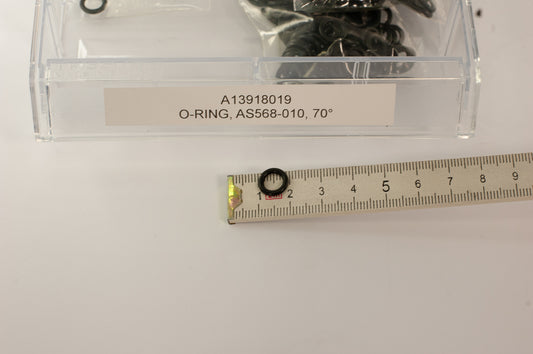 A13918019
O-RING, AS568-010, 70°
1 2 3 4 5 6 7 8 9